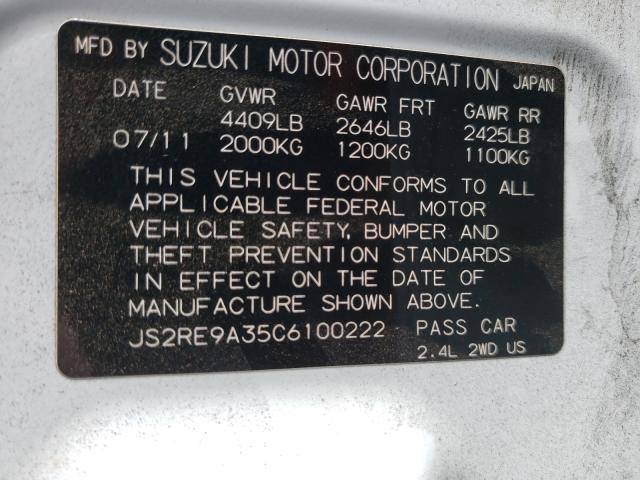 MFD BY SUZUKI MOTOR CORPORATION JAPAN
DATE GVWR GAWR FRT GAWR RR
4409LB 2646LB 2425LB
07/11 2000KG 1200KG 1100KG
THIS VEHICLE CONFORMS TO ALL
APPLICABLE FEDERAL MOTOR
VEHICLE SAFETY, BUMPER AND
THEFT PREVENTION STANDARDS
IN EFFECT ON THE DATE OF
MANUFACTURE SHOWN ABOVE.
JS2RE9A35C6100222 PASS CAR
2.4L 2WD US